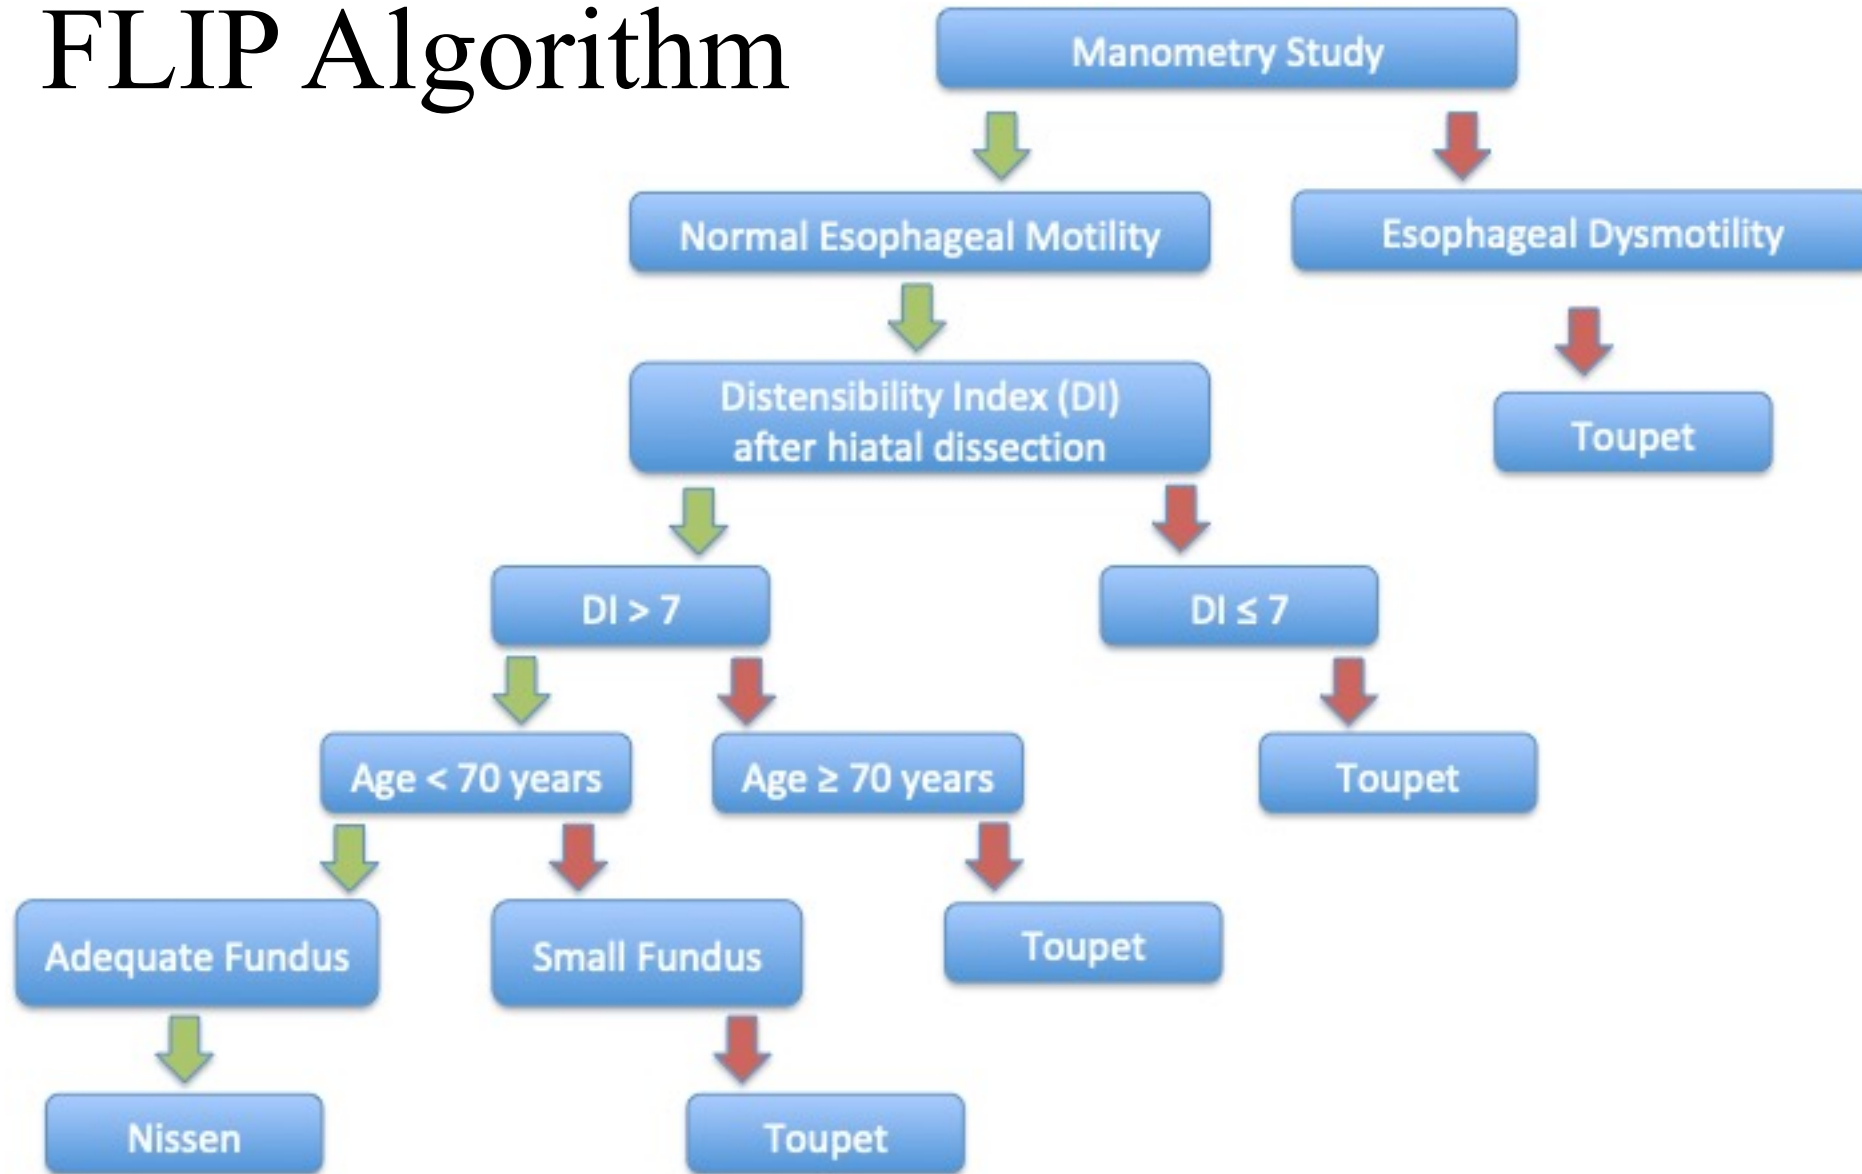 FLIP Algorithm
Manometry Study
Normal Esophageal Motility
Esophageal Dysmotility
Distensibility Index (DI)
after hiatal dissection
Toupet
DI > 7
DI ≤ 7
Age < 70 years
Age ≥ 70 years
Toupet
Adequate Fundus
Small Fundus
Toupet
Nissen
Toupet